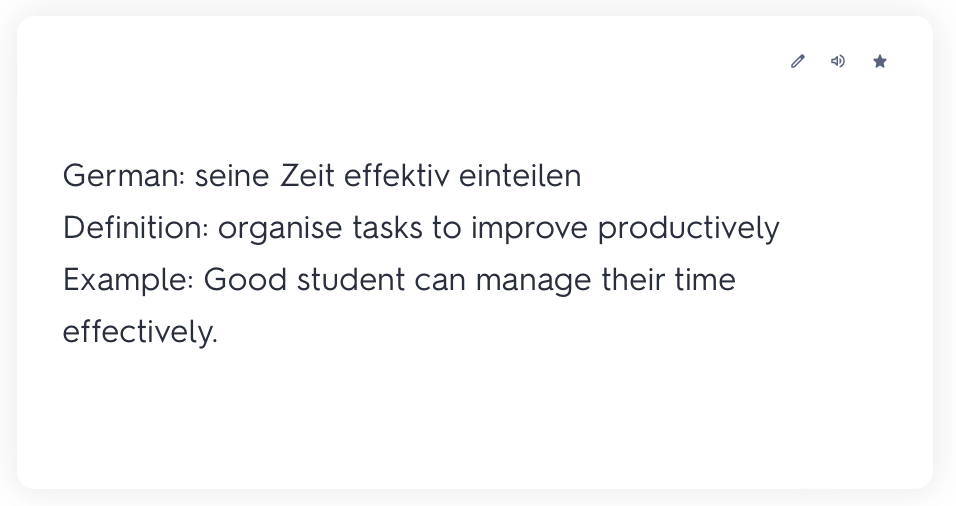 German: seine Zeit effektiv einteilen
Definition: organise tasks to improve productively
Example: Good student can manage their time
effectively.